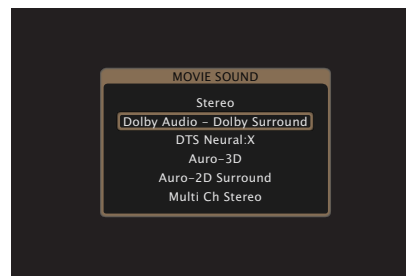 MOVIE SOUND
Stereo
Dolby Audio – Dolby Surround
DTS Neural:X
Auro-3D
Auro-2D Surround
Multi Ch Stereo